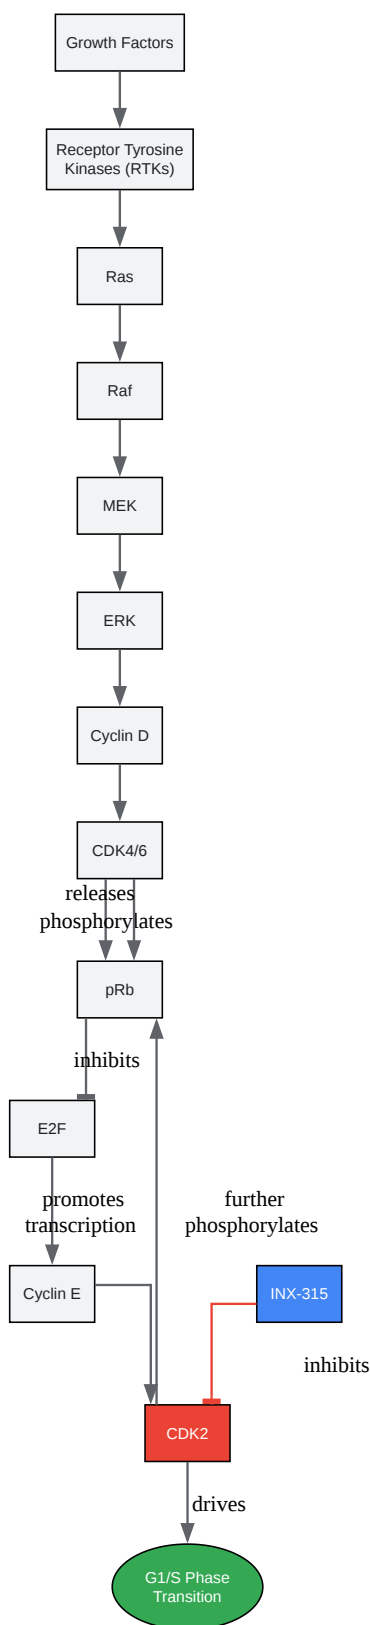 Growth Factors
Receptor Tyrosine
Kinases (RTKs)
Ras
Raf
MEK
ERK
Cyclin D
CDK4/6
releases
phosphorylates
pRb
inhibits
E2F
promotes
transcription
further
phosphorylates
Cyclin E
INX-315
inhibits
CDK2
drives
G1/S Phase
Transition